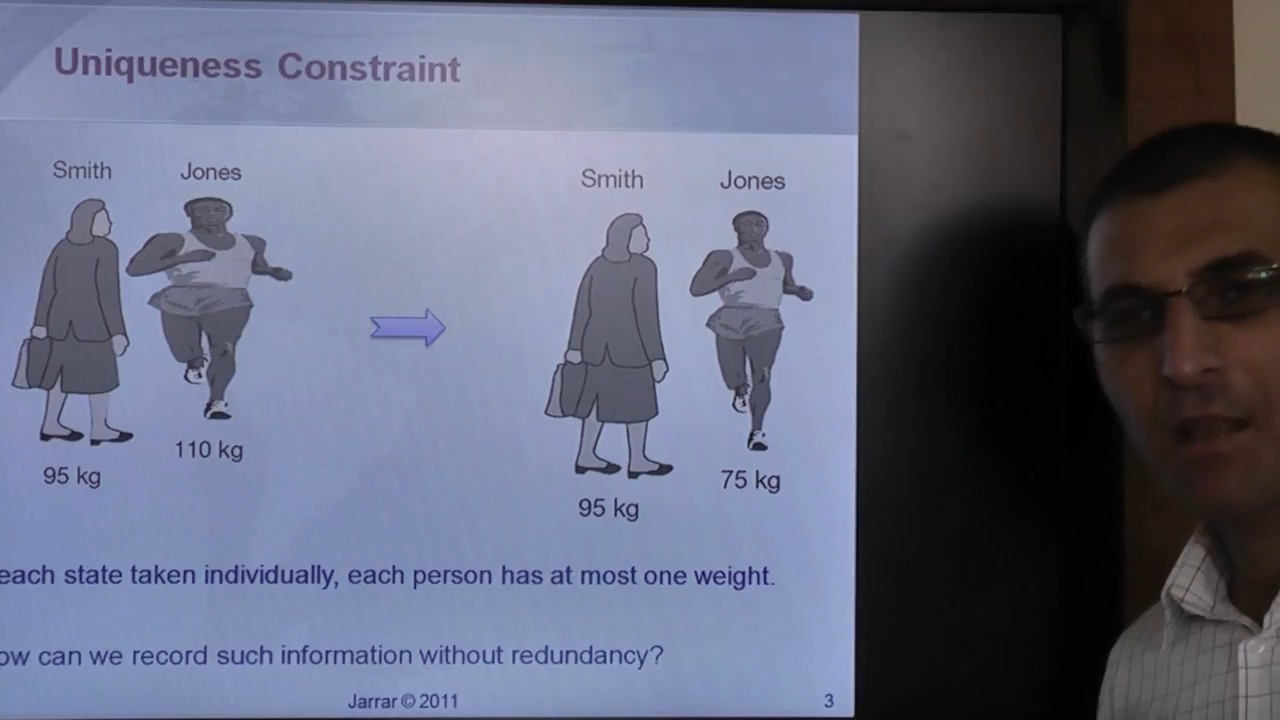 Uniqueness Constraint
Smith Jones Smith Jones
110 kg 75 kg
95 kg 95 kg
each state taken individually, each person has at most one weight.
ow can we record such information without redundancy?
Jarrar © 2011 3